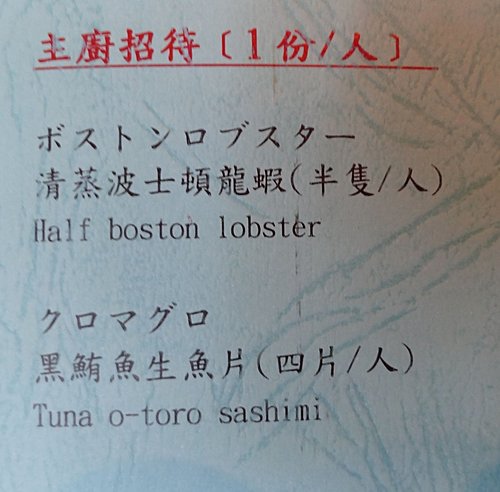 主廚招待〔1份/人〕
ボストンロブスター
清蒸波士頓龍蝦(半隻/人)
Half boston lobster
クロマグロ
黑鮪魚生魚片(四片/人)
Tuna o-toro sashimi